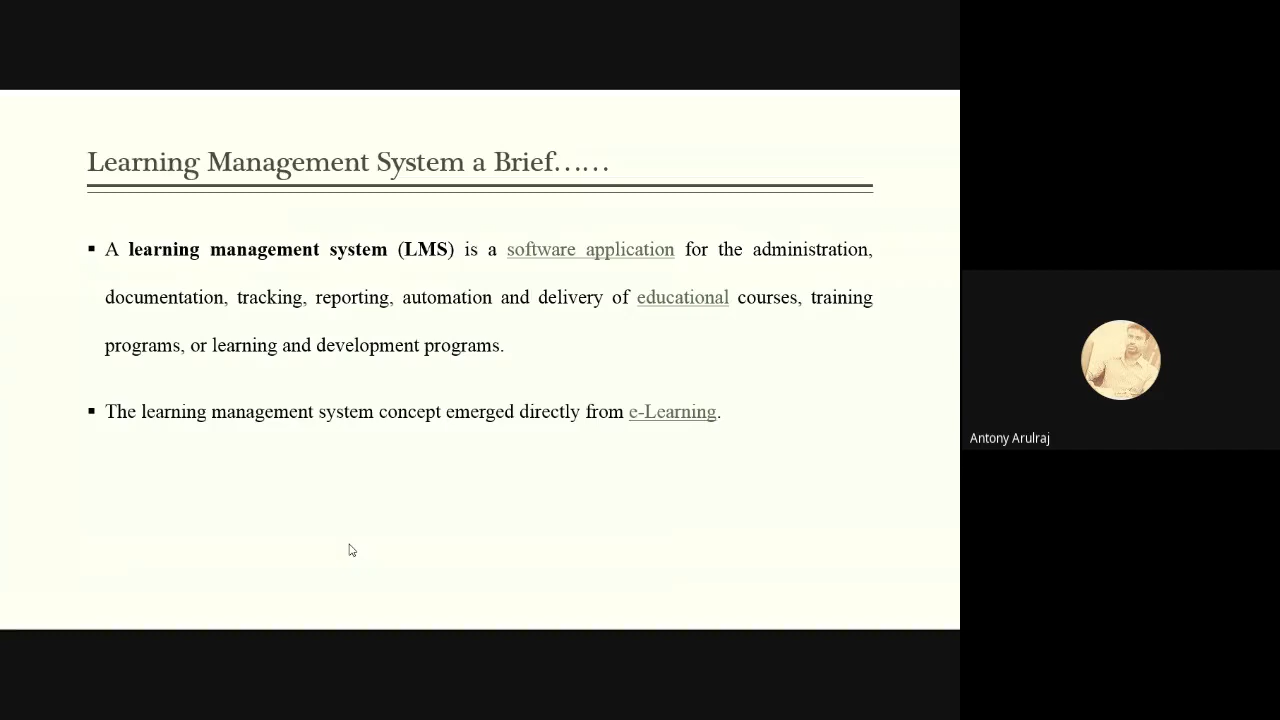 Learning Management System a Brief……
▪ A learning management system (LMS) is a software application for the administration,
documentation, tracking, reporting, automation and delivery of educational courses, training
programs, or learning and development programs.
▪ The learning management system concept emerged directly from e-Learning.
Antony Arulraj